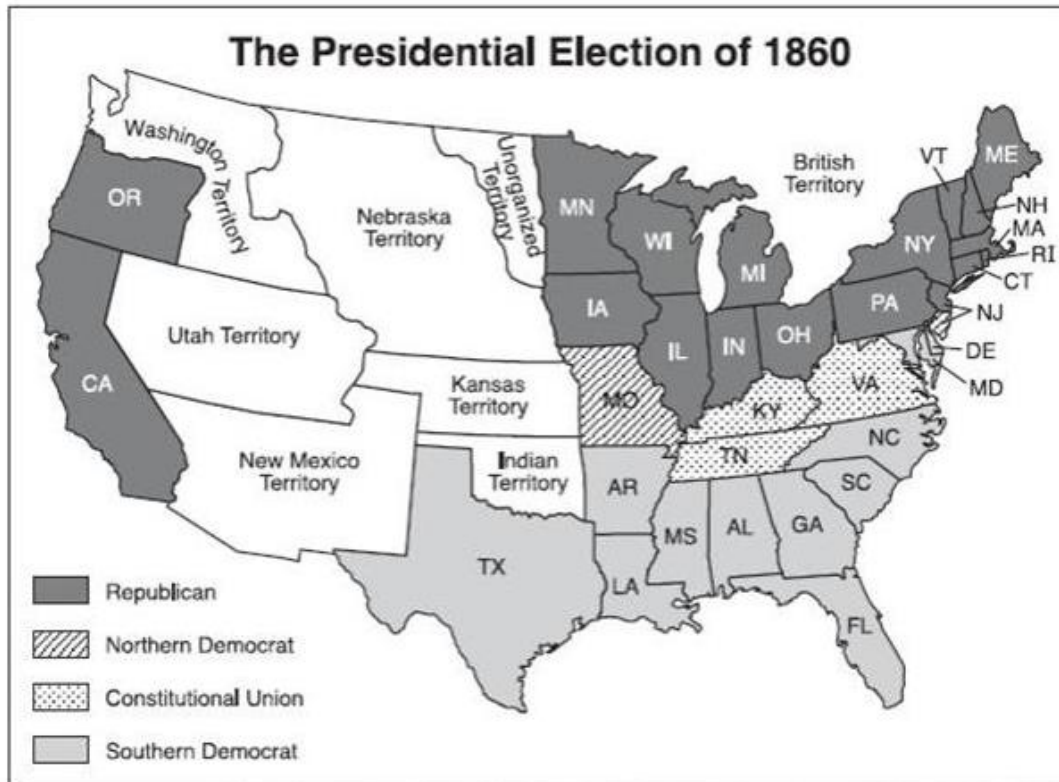 The Presidential Election of 1860
Washington Territory
Unorganized
Territory
British
Territory
VT
ME
OR
MN
NH
Nebraska
Territory
WI
MI
NY
MA
RI
CT
IA
PA
NJ
Utah Territory
IL
IN
OH
DE
CA
Kansas
Territory
MO
KY
VA
MD
New Mexico
Territory
Indian
Territory
TN
NC
AR
SC
TX
MS
AL
GA
LA
FL
Republican
Northern Democrat
Constitutional Union
Southern Democrat